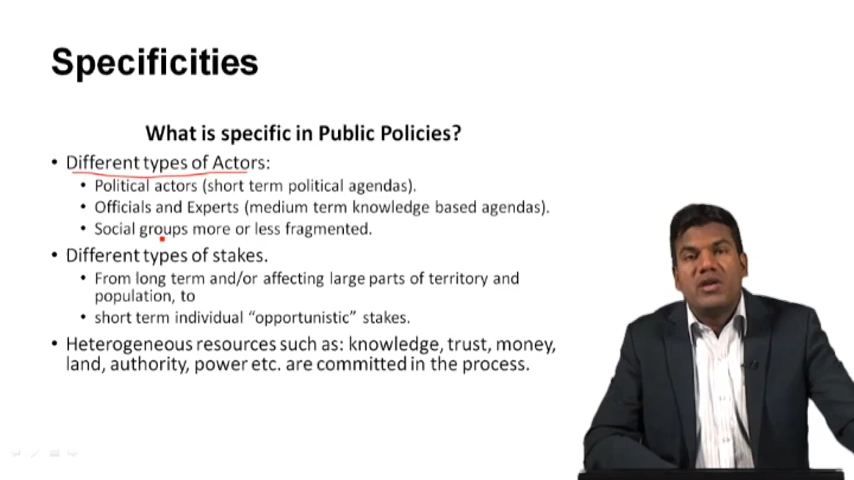 Specificities
What is specific in Public Policies?
• Different types of Actors:
• Political actors (short term political agendas).
• Officials and Experts (medium term knowledge based agendas).
• Social groups more or less fragmented.
• Different types of stakes.
• From long term and/or affecting large parts of territory and
population, to
• short term individual “opportunistic” stakes.
• Heterogeneous resources such as: knowledge, trust, money,
land, authority, power etc. are committed in the process.